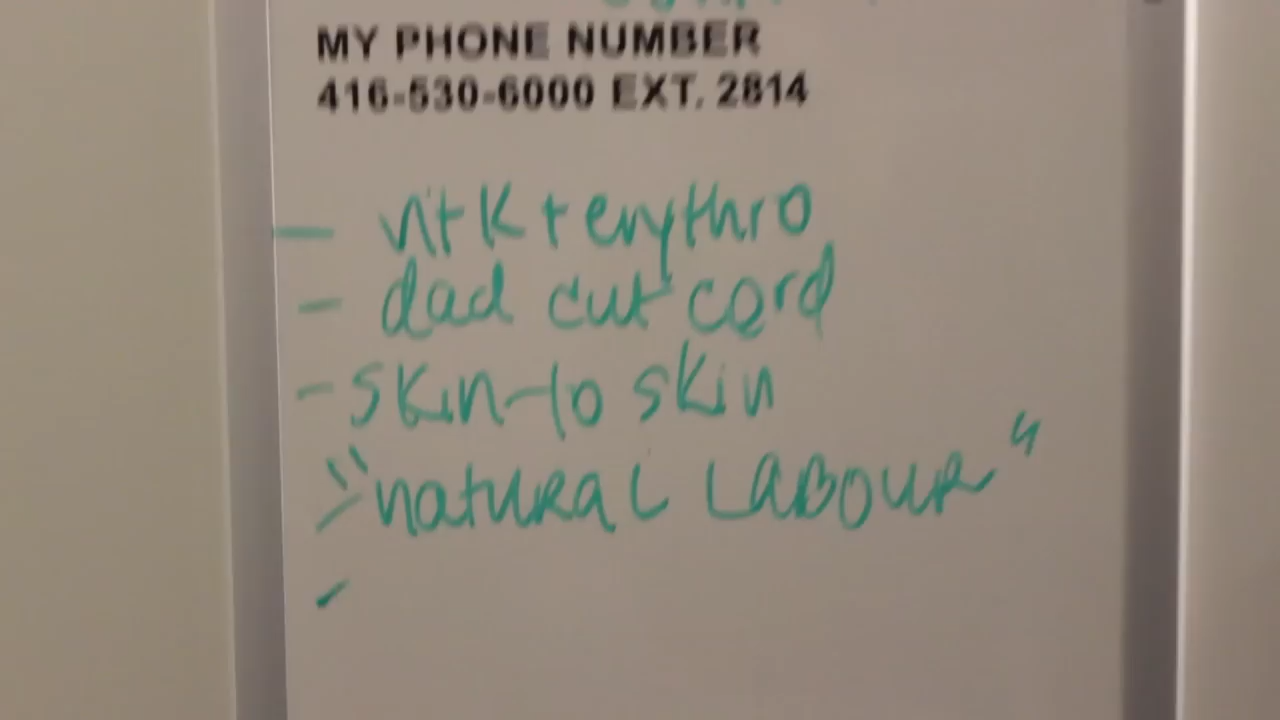 MY PHONE NUMBER
416-530-6000 EXT. 2814
- vit K + erythro
- dad cut cord
- skin-to skin
> "natural LABOUR"
-